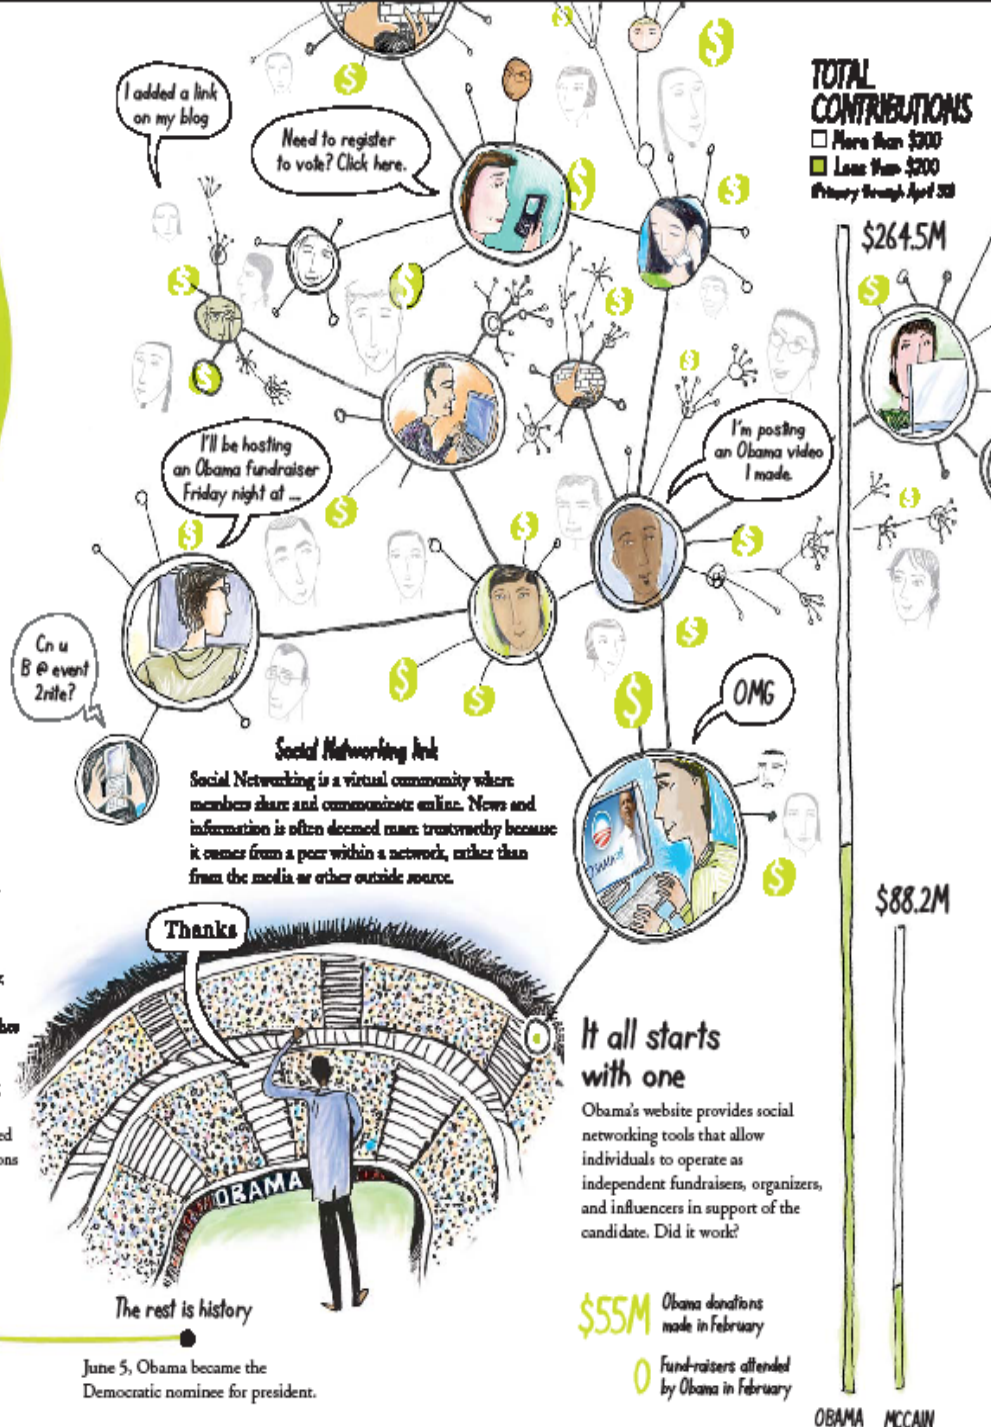 I added a link
on my blog
Need to register
to vote? Click here.
TOTAL
CONTRIBUTIONS
More than $200
Less than $200
(Primary through April 30)
$264.5M
I'll be hosting
an Obama fundraiser
Friday night at ...
I'm posting
an Obama video
I made.
Cn u
B @ event
2nite?
OMG
Social Networking link
Social Networking is a virtual community where
members share and communicate online. News and
information is often deemed more trustworthy because
it comes from a peer within a network, rather than
from the media or other outside source.
$88.2M
Thanks
OBAMA
It all starts
with one
Obama's website provides social
networking tools that allow
individuals to operate as
independent fundraisers, organizers,
and influencers in support of the
candidate. Did it work?
The rest is history
June 5, Obama became the
Democratic nominee for president.
$55M Obama donations
made in February
0 Fund-raisers attended
by Obama in February
OBAMA MCCAIN